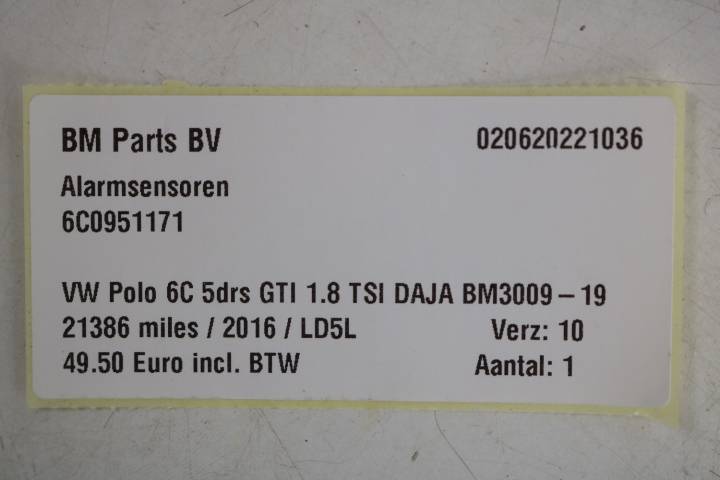 BM Parts BV 020620221036
Alarmsensoren
6C0951171
VW Polo 6C 5drs GTI 1.8 TSI DAJA BM3009 – 19
21386 miles / 2016 / LD5L Verz: 10
49.50 Euro incl. BTW Aantal: 1